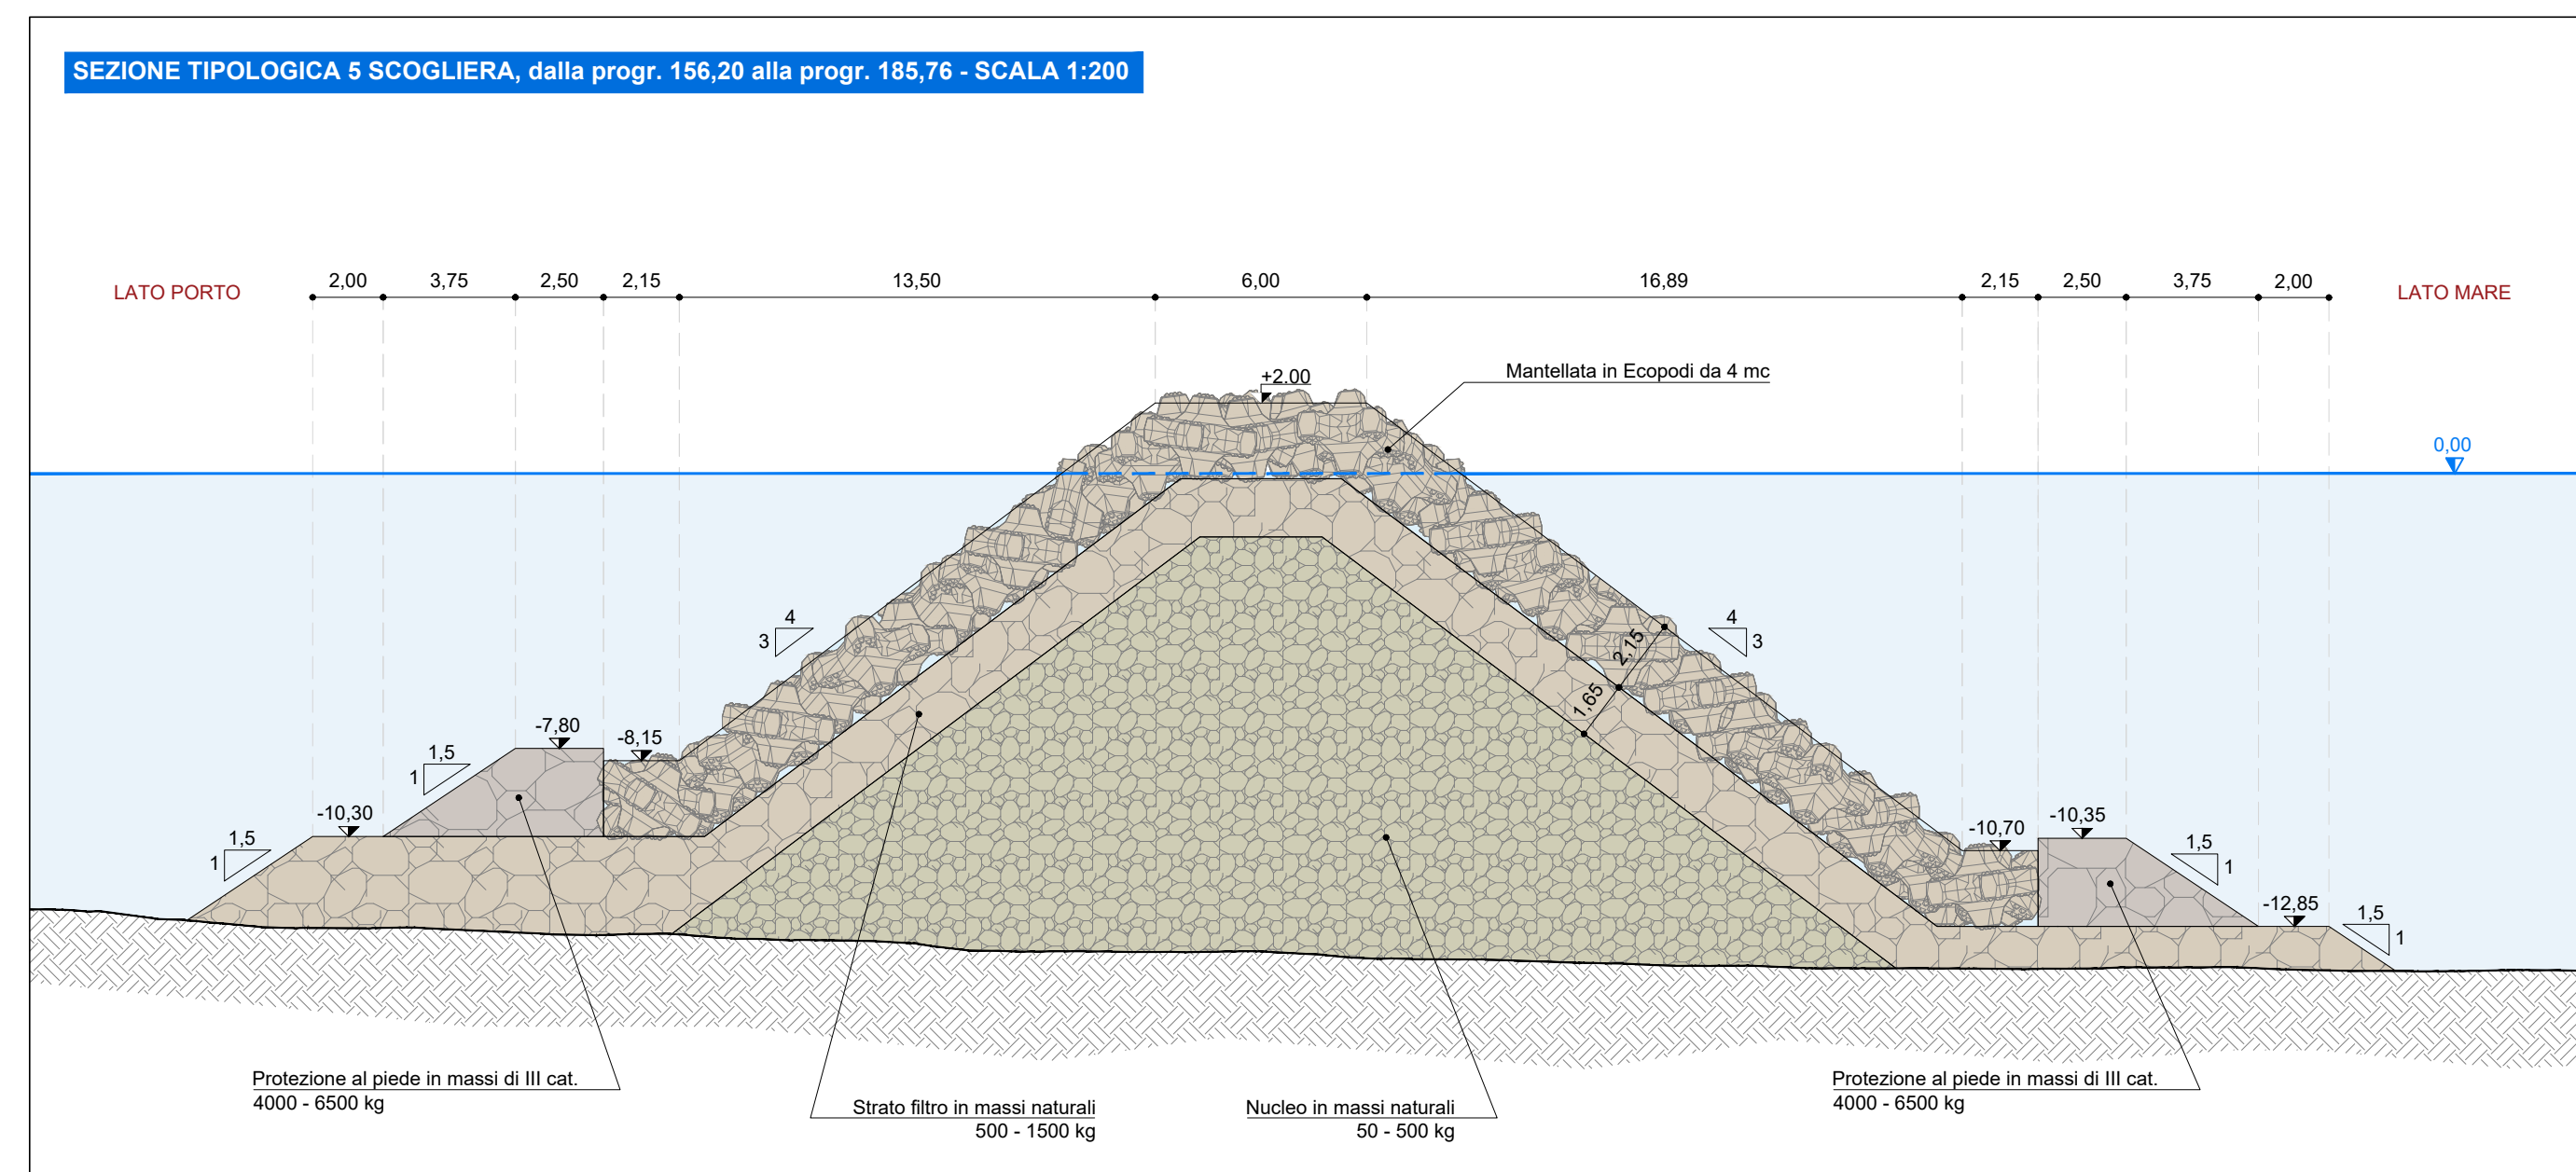 SEZIONE TIPOLOGICA 5 SCOGLIERA, dalla progr. 156,20 alla progr. 185,76 - SCALA 1:200
LATO PORTO
2,00
3,75
2,50
2,15
13,50
6,00
16,89
2,15
2,50
3,75
2,00
LATO MARE
Mantellata in Ecopodi da 4 mc
+2.00
0,00
4
3
4
3
2,15
1,65
-7,80
-8,15
1,5
1
-10,30
1,5
1
-10,70
-10,35
1,5
1
-12,85
1,5
1
Protezione al piede in massi di III cat.
4000 - 6500 kg
Strato filtro in massi naturali
500 - 1500 kg
Nucleo in massi naturali
50 - 500 kg
Protezione al piede in massi di III cat.
4000 - 6500 kg